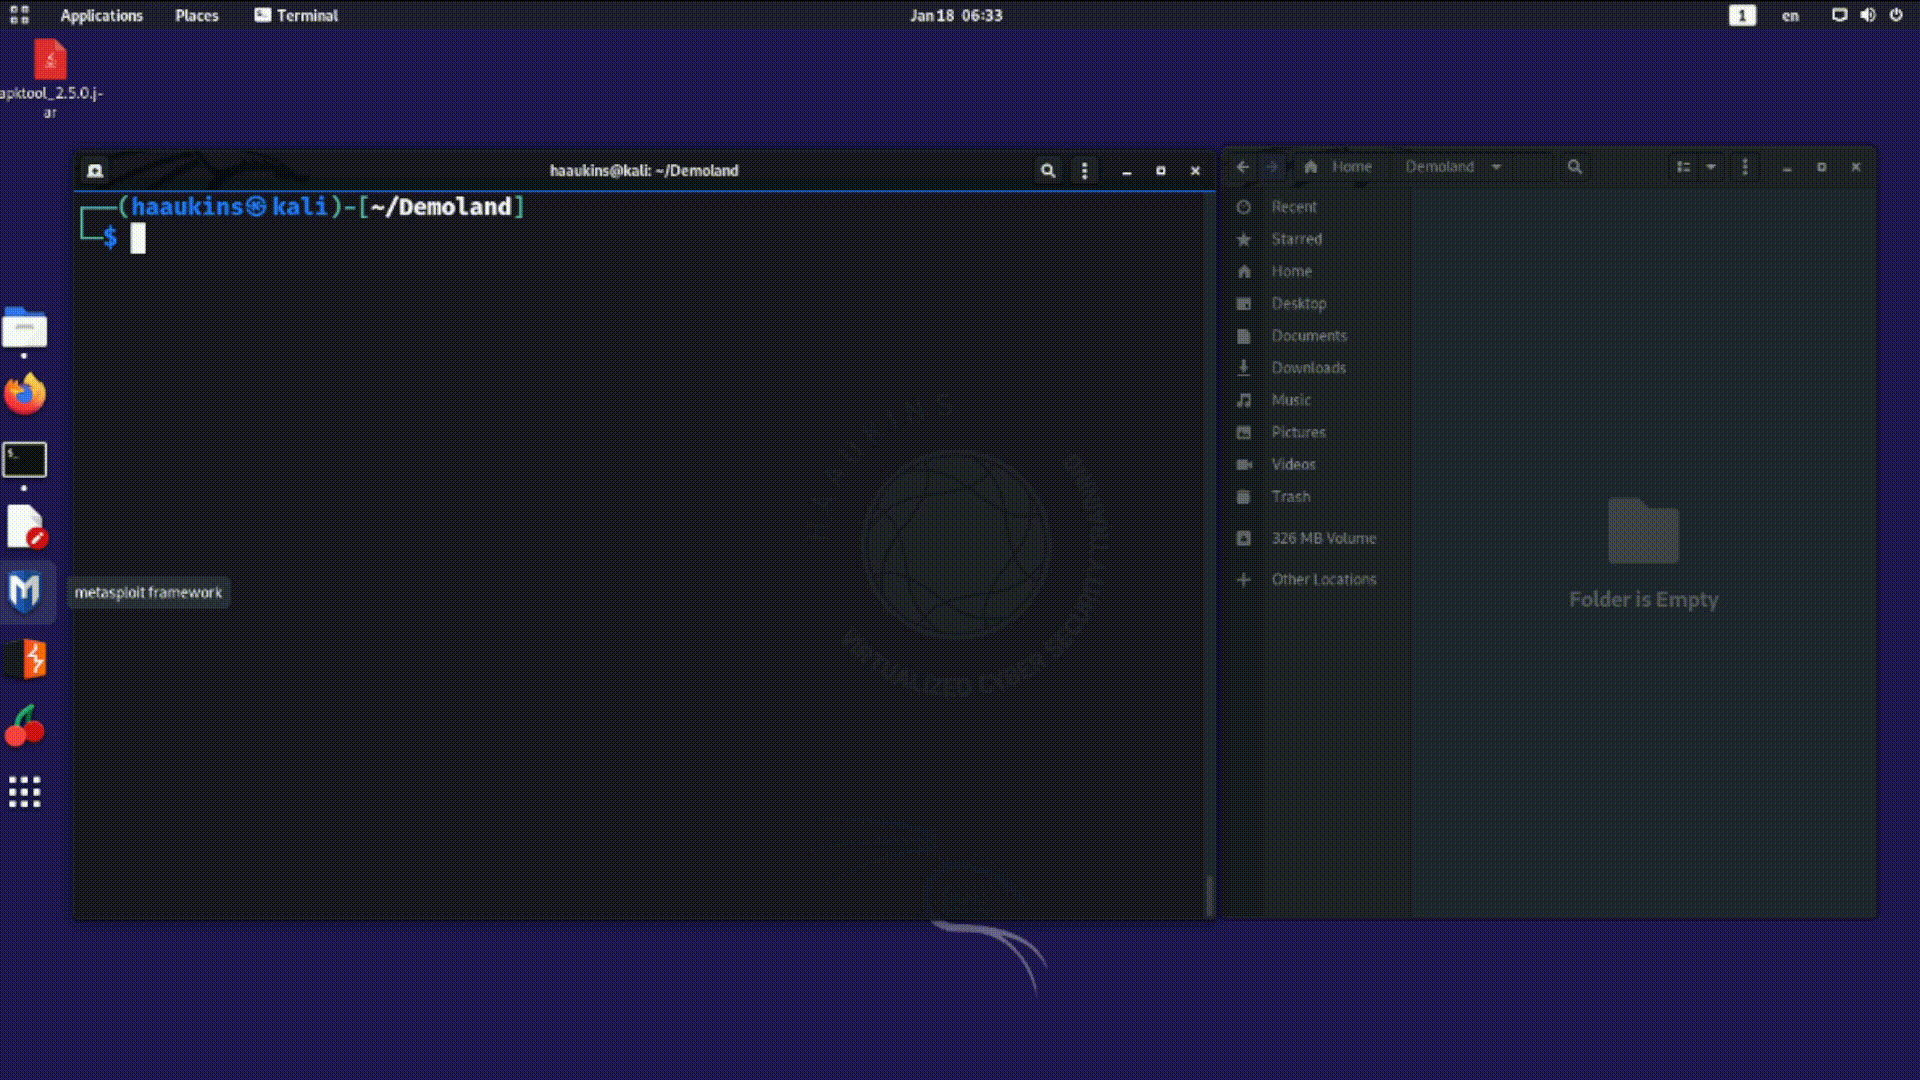 Applications Places Terminal Jan 18 06:33 1 en
apktool_2.5.0.j-
ar
haaukins@kali: ~/Demoland
┌──(haaukins㉿kali)-[~/Demoland]
└─$
metasploit framework
HAAUKINS
VIRTUALIZED CYBER SECURITY TRAINING
Home Demoland
Recent
Starred
Home
Desktop
Documents
Downloads
Music
Pictures
Videos
Trash
326 MB Volume
Other Locations
Folder is Empty